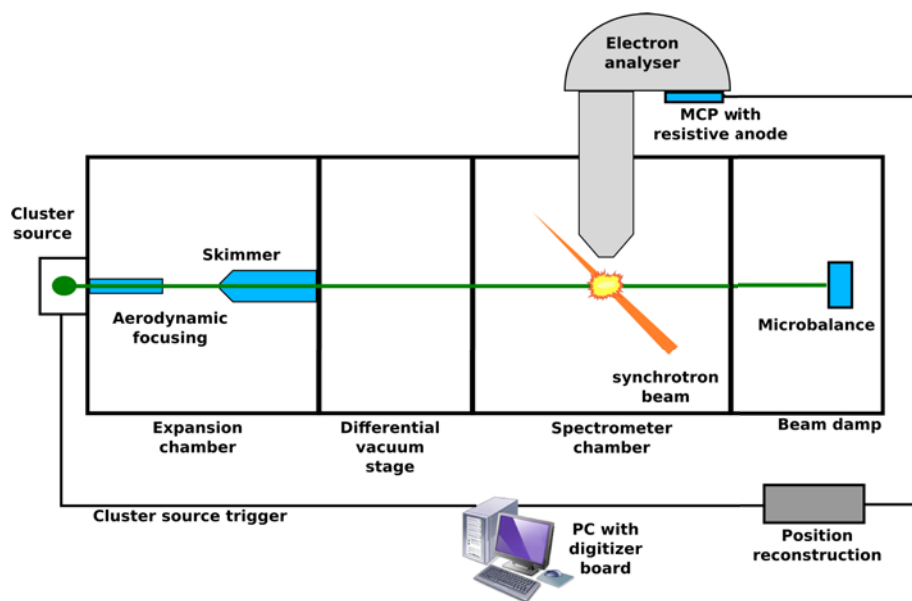 Electron
analyser
MCP with
resistive anode
Cluster
source
Skimmer
Aerodynamic
focusing
Microbalance
synchrotron
beam
Expansion
chamber
Differential
vacuum
stage
Spectrometer
chamber
Beam damp
Cluster source trigger
PC with
digitizer
board
Position
reconstruction